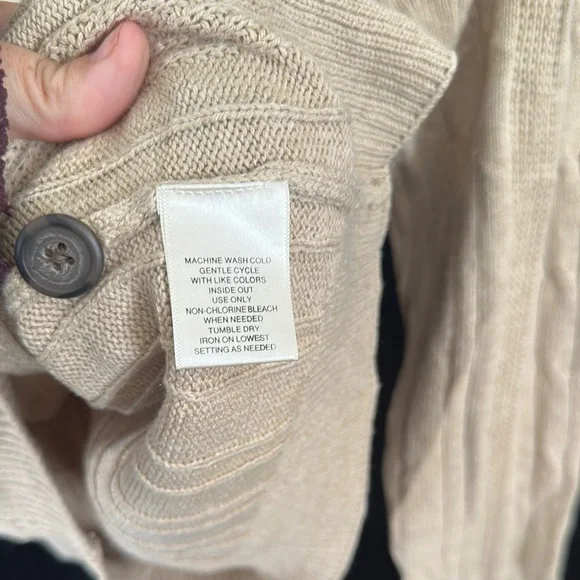 MACHINE WASH COLD
GENTLE CYCLE
WITH LIKE COLORS
INSIDE OUT
USE ONLY
NON-CHLORINE BLEACH
WHEN NEEDED
TUMBLE DRY
IRON ON LOWEST
SETTING AS NEEDED